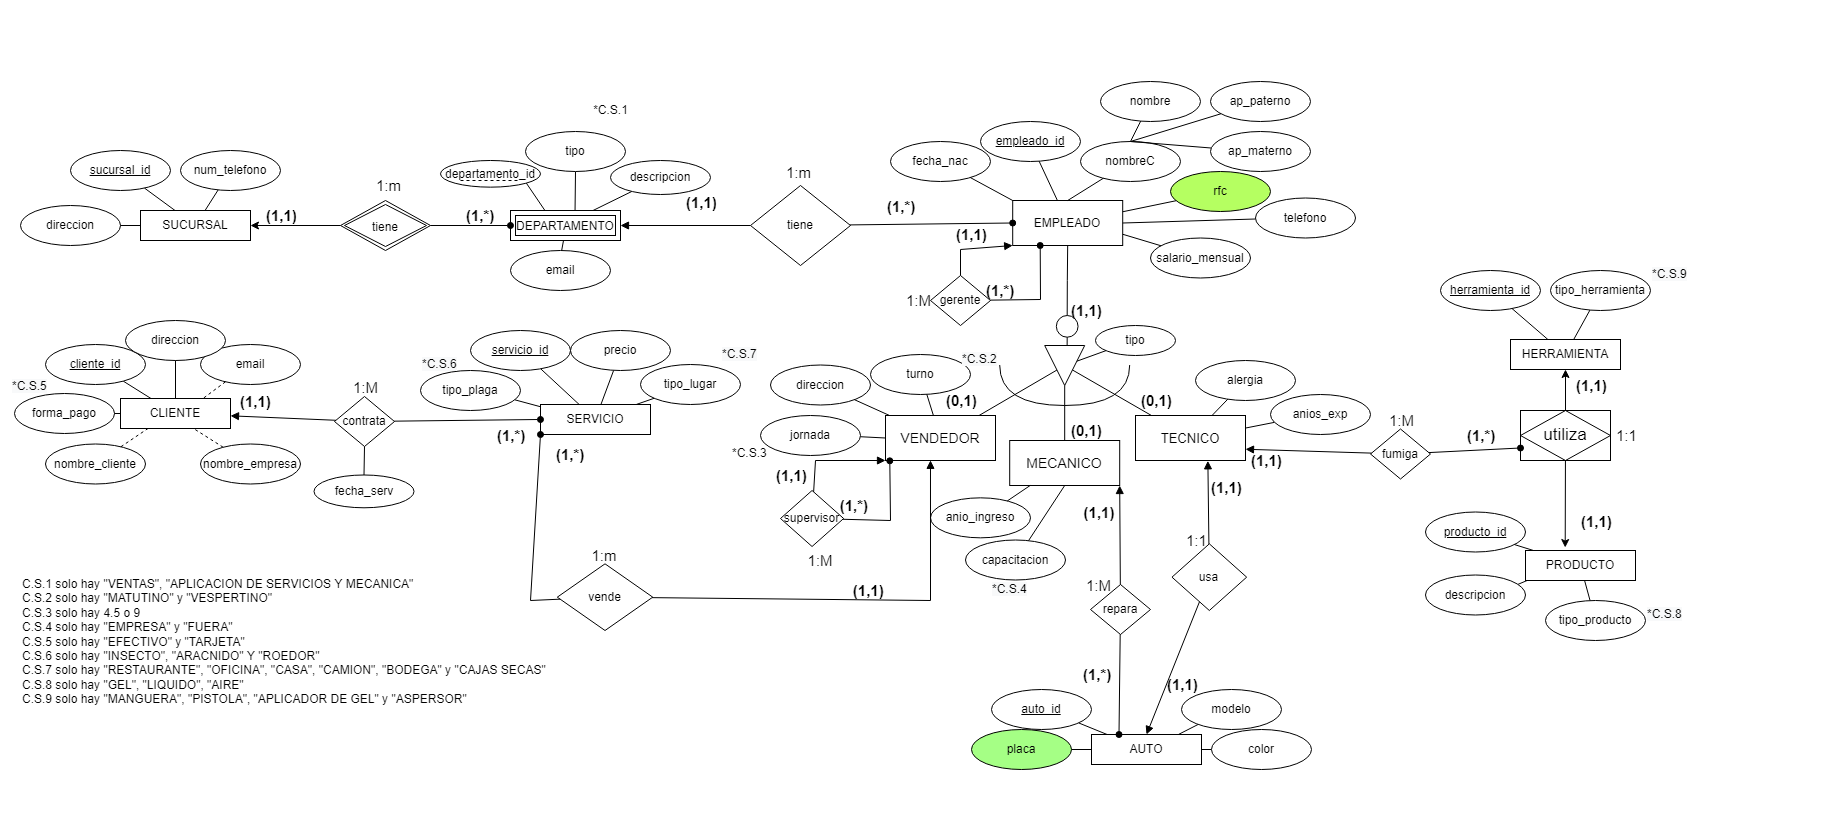 *C.S.1
nombre
ap_paterno
tipo
empleado_id
ap_materno
fecha_nac
nombreC
sucursal_id
num_telefono
departamento_id
descripcion
1:m
1:m
rfc
direccion
SUCURSAL
(1,1)
tiene
(1,*)
DEPARTAMENTO
(1,1)
tiene
(1,*)
EMPLEADO
telefono
(1,1)
salario_mensual
email
1:M
gerente
(1,*)
(1,1)
herramienta_id
tipo_herramienta
*C.S.9
direccion
servicio_id
precio
tipo
HERRAMIENTA
cliente_id
email
*C.S.6
*C.S.7
*C.S.2
*C.S.5
1:M
tipo_plaga
tipo_lugar
direccion
turno
alergia
(1,1)
forma_pago
CLIENTE
(1,1)
contrata
SERVICIO
(0,1)
(0,1)
anios_exp
jornada
VENDEDOR
(0,1)
TECNICO
1:M
(1,*)
utiliza
1:1
(1,*)
(1,*)
*C.S.3
MECANICO
(1,1)
fumiga
nombre_cliente
nombre_empresa
(1,1)
(1,1)
fecha_serv
(1,*)
supervisor
anio_ingreso
(1,1)
(1,1)
1:M
1:1
producto_id
capacitacion
*C.S.4
PRODUCTO
1:m
vende
(1,1)
1:M
repara
usa
descripcion
tipo_producto
*C.S.8
C.S.1 solo hay "VENTAS", "APLICACION DE SERVICIOS Y MECANICA"
C.S.2 solo hay "MATUTINO" y "VESPERTINO"
C.S.3 solo hay 4.5 o 9
C.S.4 solo hay "EMPRESA" y "FUERA"
C.S.5 solo hay "EFECTIVO" y "TARJETA"
C.S.6 solo hay "INSECTO", "ARACNIDO" Y "ROEDOR"
C.S.7 solo hay "RESTAURANTE", "OFICINA", "CASA", "CAMION", "BODEGA" y "CAJAS SECAS"
C.S.8 solo hay "GEL", "LIQUIDO", "AIRE"
C.S.9 solo hay "MANGUERA", "PISTOLA", "APLICADOR DE GEL" y "ASPERSOR"
(1,*)
(1,1)
auto_id
modelo
placa
AUTO
color